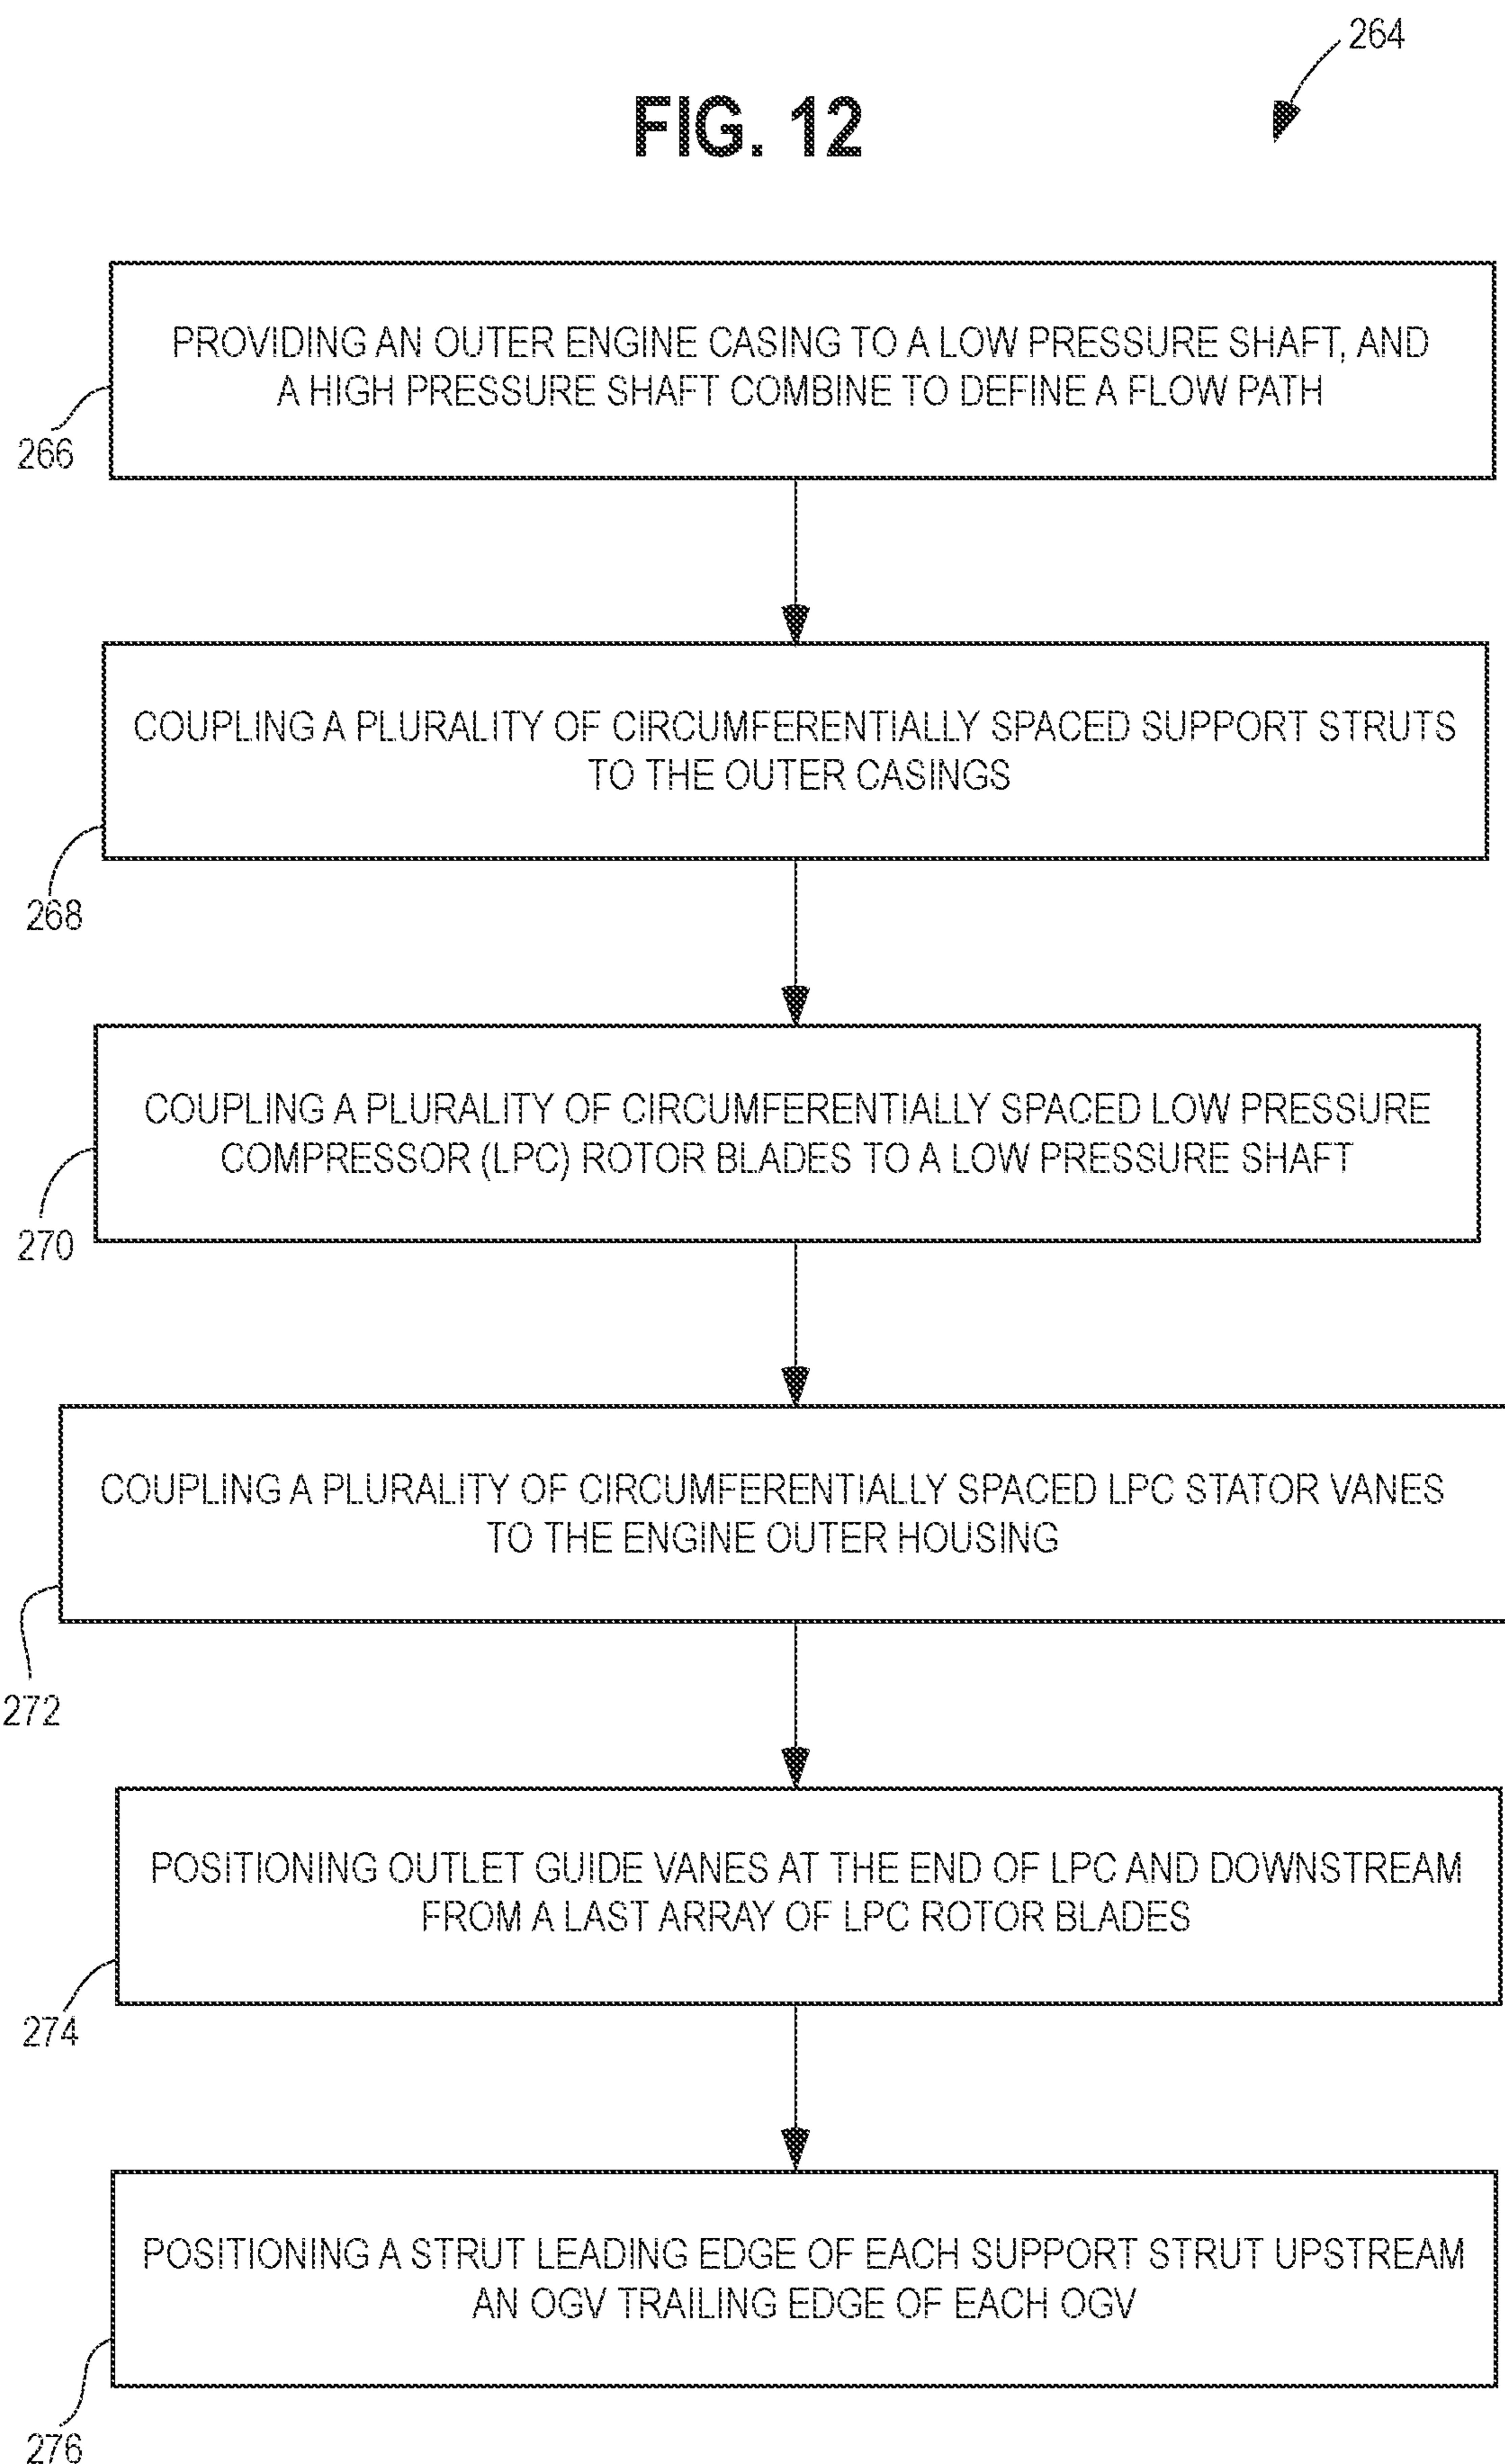 264
FIG. 12
PROVIDING AN OUTER ENGINE CASING TO A LOW PRESSURE SHAFT, AND
A HIGH PRESSURE SHAFT COMBINE TO DEFINE A FLOW PATH
266
COUPLING A PLURALITY OF CIRCUMFERENTIALLY SPACED SUPPORT STRUTS
TO THE OUTER CASINGS
268
COUPLING A PLURALITY OF CIRCUMFERENTIALLY SPACED LOW PRESSURE
COMPRESSOR (LPC) ROTOR BLADES TO A LOW PRESSURE SHAFT
270
COUPLING A PLURALITY OF CIRCUMFERENTIALLY SPACED LPC STATOR VANES
TO THE ENGINE OUTER HOUSING
272
POSITIONING OUTLET GUIDE VANES AT THE END OF LPC AND DOWNSTREAM
FROM A LAST ARRAY OF LPC ROTOR BLADES
274
POSITIONING A STRUT LEADING EDGE OF EACH SUPPORT STRUT UPSTREAM
AN OGV TRAILING EDGE OF EACH OGV
276